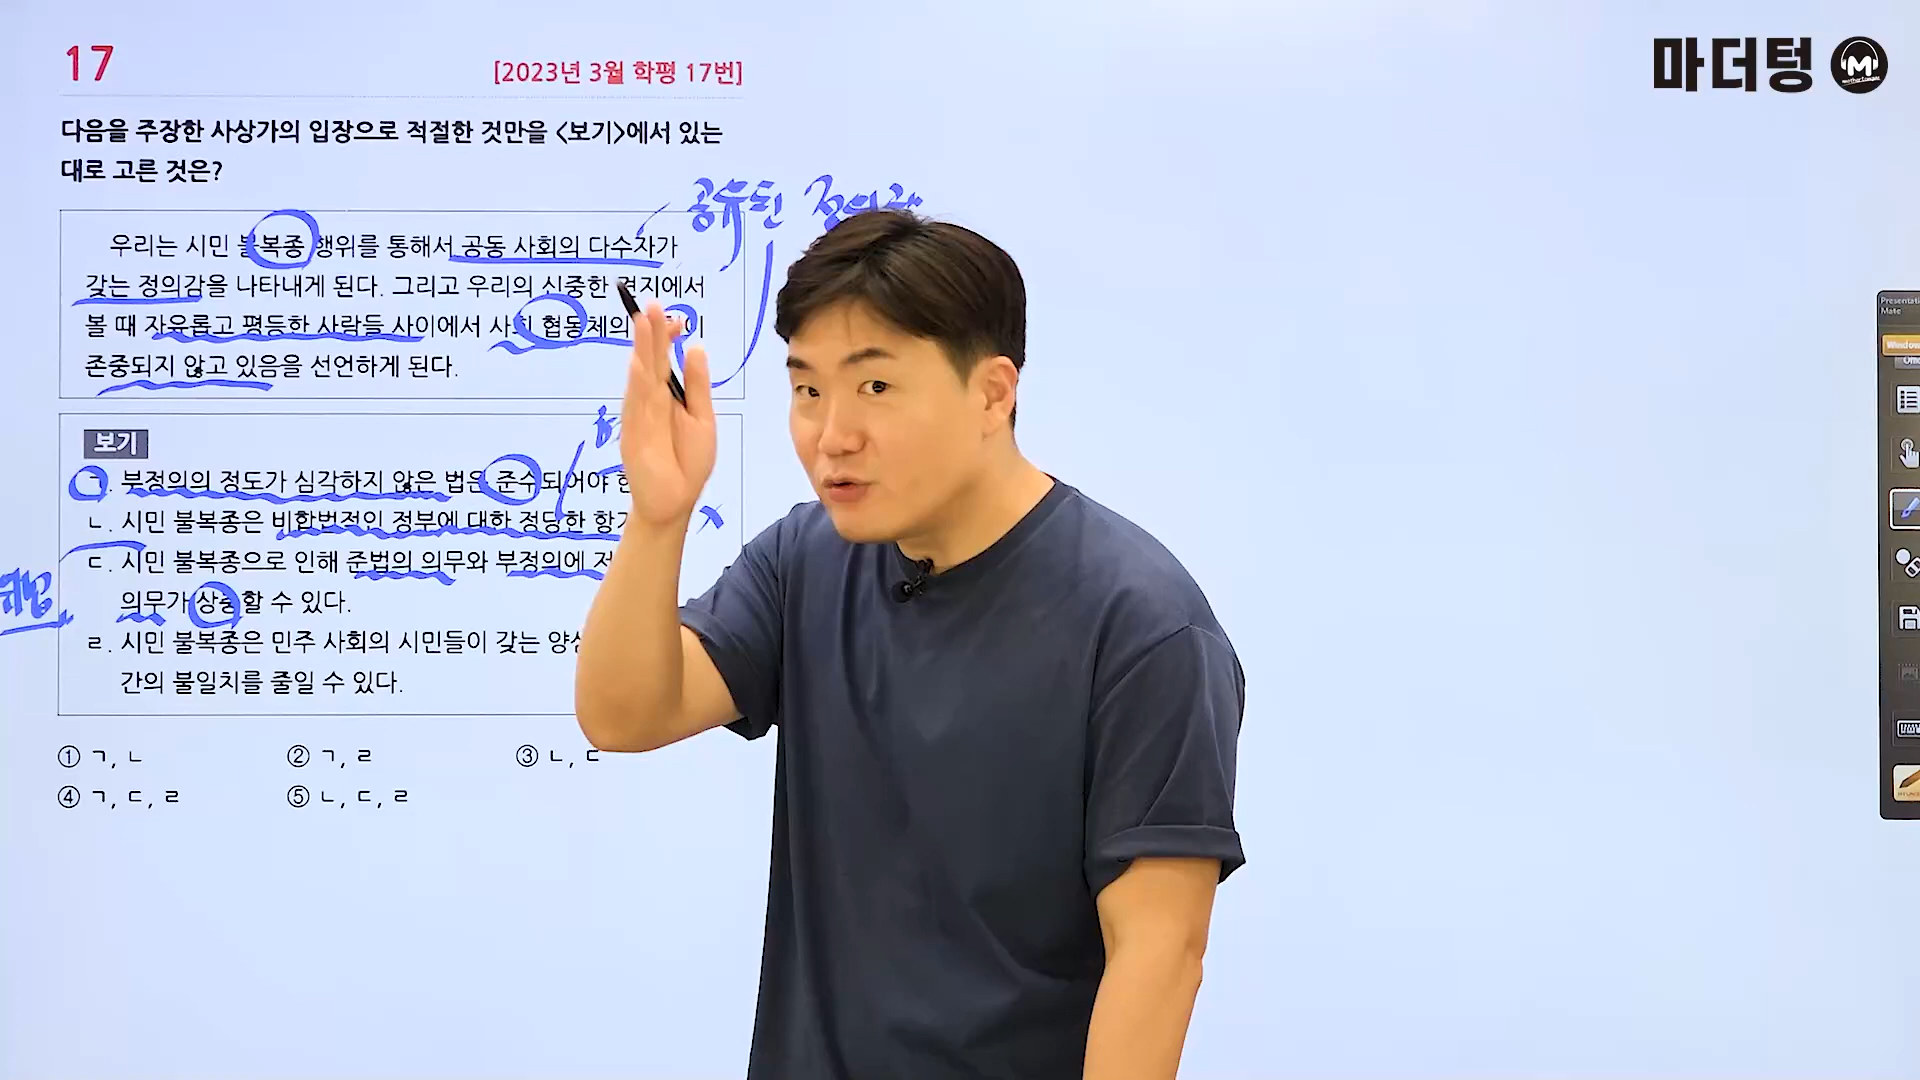 17
[2023년 3월 학평 17번]
마더텅
다음을 주장한 사상가의 입장으로 적절한 것만을 <보기>에서 있는
대로 고른 것은?
공유된 정의관
우리는 시민 불복종 행위를 통해서 공동 사회의 다수자가
갖는 정의감을 나타내게 된다. 그리고 우리의 신중한 견지에서
볼 때 자유롭고 평등한 사람들 사이에서 사회 협동체의
존중되지 않고 있음을 선언하게 된다.
보기
ㄱ. 부정의의 정도가 심각하지 않은 법은 준수되어야
ㄴ. 시민 불복종은 비합법적인 정부에 대한 정당한
ㄷ. 시민 불복종으로 인해 준법의 의무와 부정의에
의무가 상충할 수 있다.
ㄹ. 시민 불복종은 민주 사회의 시민들이 갖는
간의 불일치를 줄일 수 있다.
① ㄱ, ㄴ ② ㄱ, ㄹ ③ ㄴ, ㄷ
④ ㄱ, ㄷ, ㄹ ⑤ ㄴ, ㄷ, ㄹ